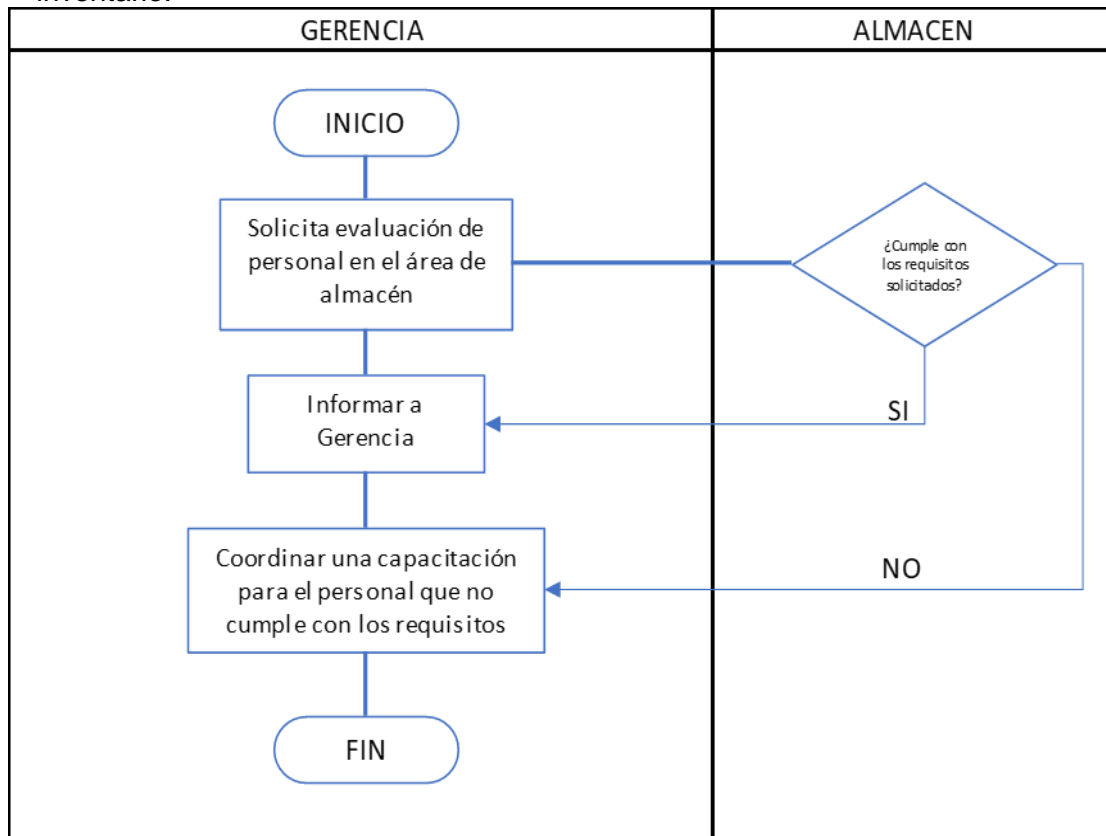 inventario.
GERENCIA
ALMACEN
INICIO
Solicita evaluación de
personal en el área de
almacén
¿Cumple con
los requisitos
solicitados?
Informar a
Gerencia
SI
Coordinar una capacitación
para el personal que no
cumple con los requisitos
NO
FIN